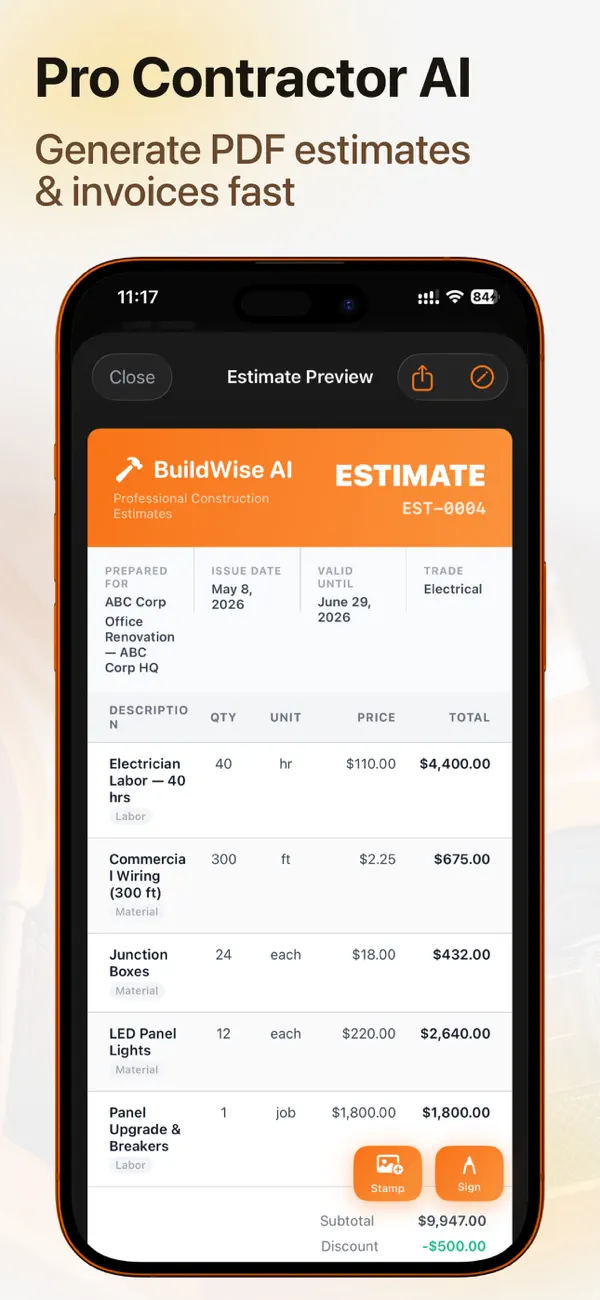 Pro Contractor AI
Generate PDF estimates
& invoices fast
11:17
84
Close
Estimate Preview
BuildWise AI
Professional Construction
Estimates
ESTIMATE
EST-0004
PREPARED
FOR
ABC Corp
Office
Renovation
— ABC
Corp HQ
ISSUE DATE
May 8,
2026
VALID
UNTIL
June 29,
2026
TRADE
Electrical
DESCRIPTIO
N
QTY
UNIT
PRICE
TOTAL
Electrician
Labor — 40
hrs
Labor
40
hr
$110.00
$4,400.00
Commercia
l Wiring
(300 ft)
Material
300
ft
$2.25
$675.00
Junction
Boxes
Material
24
each
$18.00
$432.00
LED Panel
Lights
Material
12
each
$220.00
$2,640.00
Panel
Upgrade &
Breakers
Labor
1
job
$1,800.00
$1,800.00
Stamp
Sign
Subtotal
$9,947.00
Discount
-$500.00